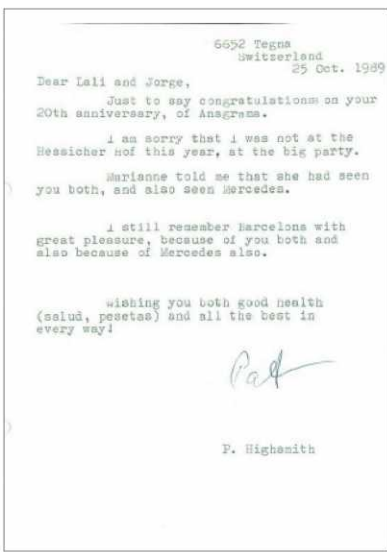 6652 Tegna
Switzerland
25 Oct. 1989
Dear Lali and Jorge,
Just to say congratulations on your
20th anniversary, of Anagrama.
I am sorry that I was not at the
Hessicher Hof this year, at the big party.
Marianne told me that she had seen
you both, and also seen Mercedes.
I still remember Barcelona with
great pleasure, because of you both and
also because of Mercedes also.
Wishing you both good health
(salud, pesetas) and all the best in
every way!
Pat
P. Highsmith